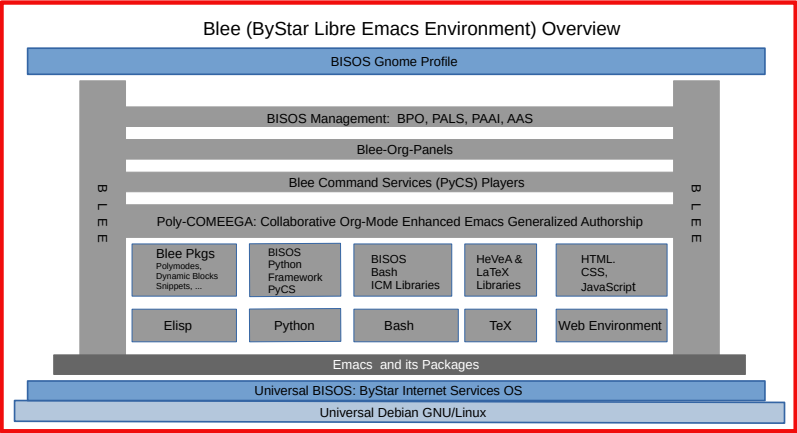 Blee (ByStar Libre Emacs Environment) Overview
BISOS Gnome Profile
BISOS Management: BPO, PALS, PAAI, AAS
Blee-Org-Panels
Blee Command Services (PyCS) Players
B L E E
B L E E
Poly-COMEEGA: Collaborative Org-Mode Enhanced Emacs Generalized Authorship
Blee Pkgs
Polymodes,
Dynamic Blocks
Snippets, ...
BISOS
Python
Framework
PyCS
BISOS
Bash
ICM Libraries
HeVeA &
LaTeX
Libraries
HTML.
CSS,
JavaScript
Elisp
Python
Bash
TeX
Web Environment
Emacs and its Packages
Universal BISOS: ByStar Internet Services OS
Universal Debian GNU/Linux